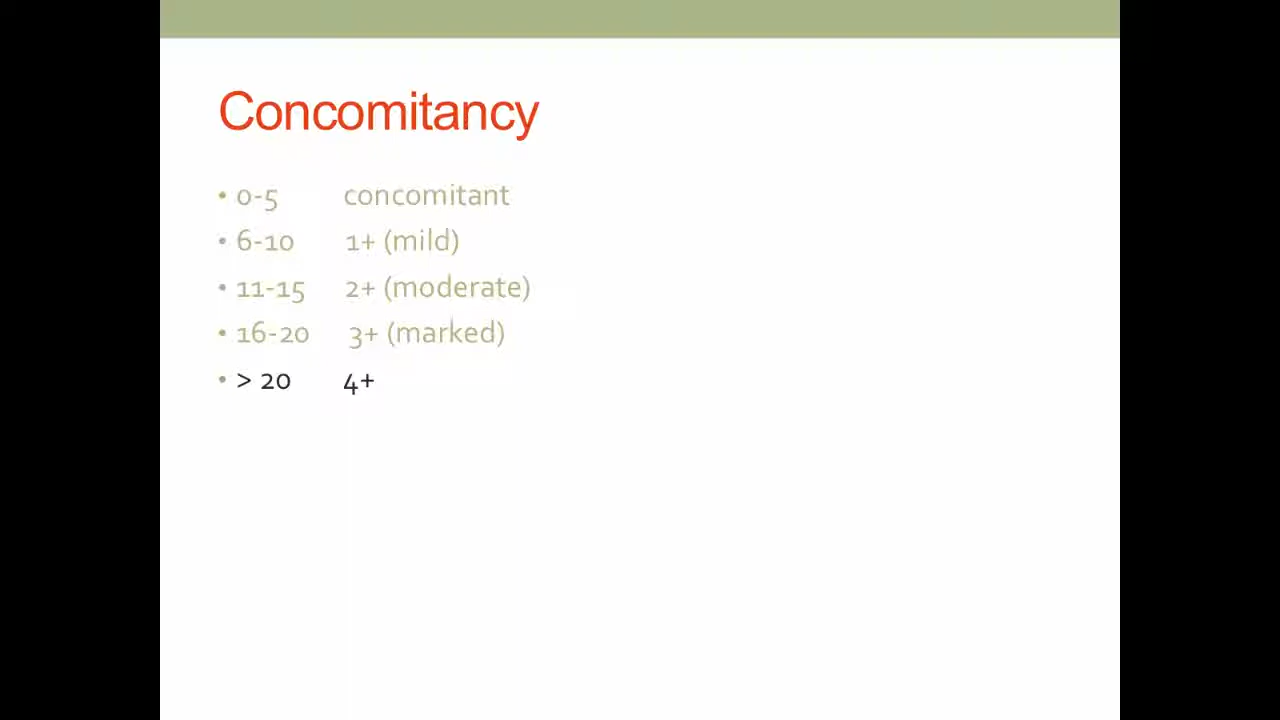 Concomitancy
• 0-5 concomitant
• 6-10 1+ (mild)
• 11-15 2+ (moderate)
• 16-20 3+ (marked)
• > 20 4+